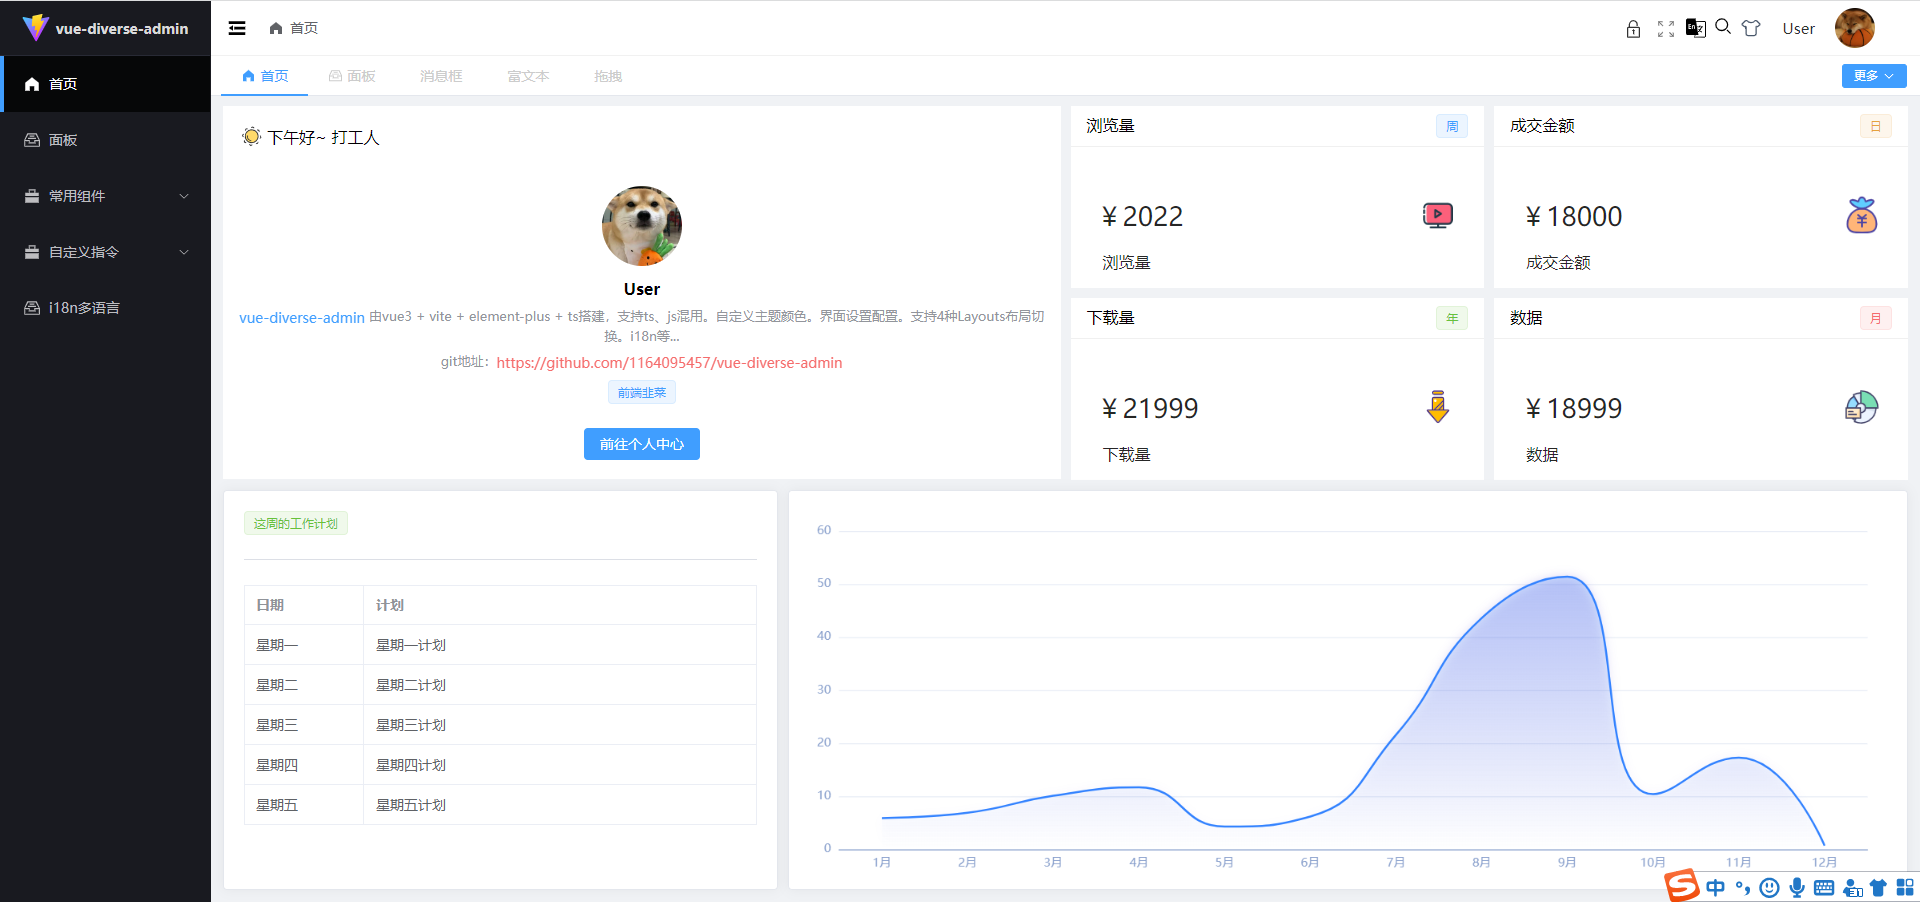 vue-diverse-admin
首页
面板
常用组件
自定义指令
i18n多语言
首页
En
User
首页
面板
消息框
富文本
拖拽
更多
下午好~ 打工人
User
vue-diverse-admin 由vue3 + vite + element-plus + ts搭建，支持ts、js混用。自定义主题颜色。界面设置配置。支持4种Layouts布局切
换。i18n等...
git地址：https://github.com/1164095457/vue-diverse-admin
前端韭菜
前往个人中心
浏览量
周
¥ 2022
浏览量
成交金额
日
¥ 18000
成交金额
下载量
年
¥ 21999
下载量
数据
月
¥ 18999
数据
这周的工作计划
日期 计划
星期一 星期一计划
星期二 星期二计划
星期三 星期三计划
星期四 星期四计划
星期五 星期五计划
60
50
40
30
20
10
0
1月 2月 3月 4月 5月 6月 7月 8月 9月 10月 11月 12月
S 中